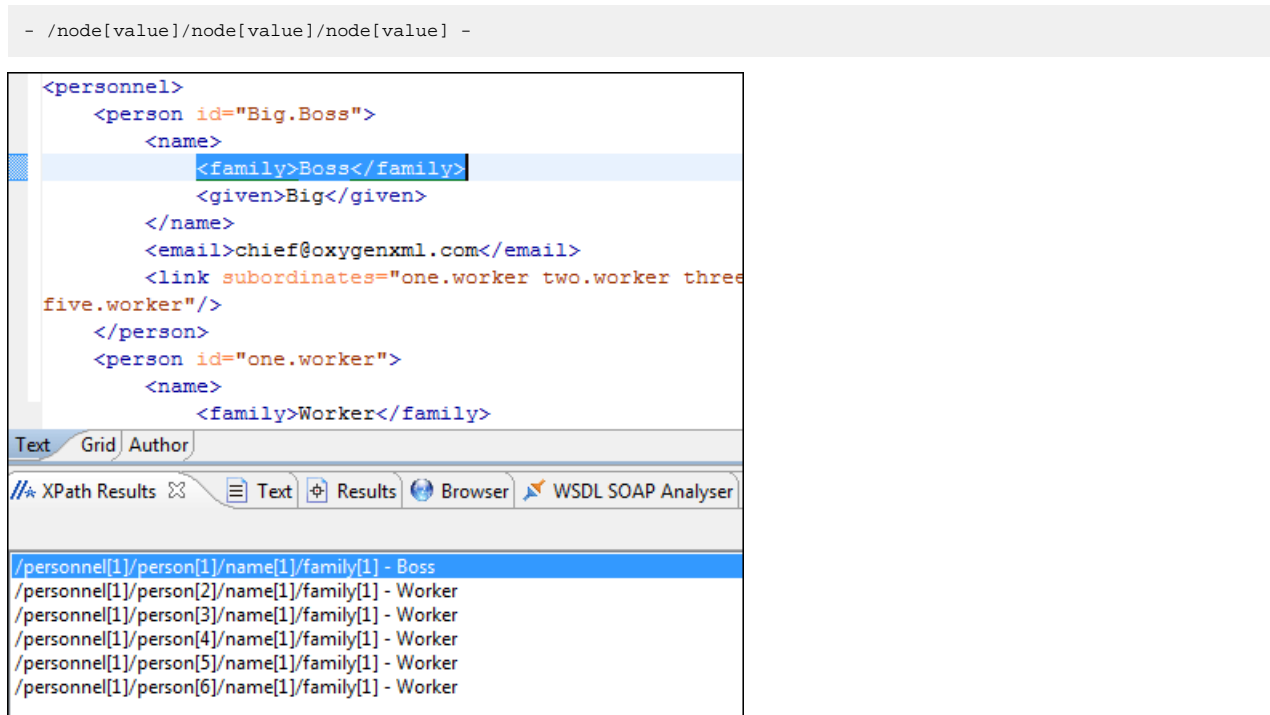 - /node[value]/node[value]/node[value] -
<personnel>
<person id="Big.Boss">
<name>
<family>Boss</family>
<given>Big</given>
</name>
<email>chief@oxygenxml.com</email>
<link subordinates="one.worker two.worker three
five.worker"/>
</person>
<person id="one.worker">
<name>
<family>Worker</family>
Text Grid Author
XPath Results Text Results Browser WSDL SOAP Analyser
/personnel[1]/person[1]/name[1]/family[1] - Boss
/personnel[1]/person[2]/name[1]/family[1] - Worker
/personnel[1]/person[3]/name[1]/family[1] - Worker
/personnel[1]/person[4]/name[1]/family[1] - Worker
/personnel[1]/person[5]/name[1]/family[1] - Worker
/personnel[1]/person[6]/name[1]/family[1] - Worker